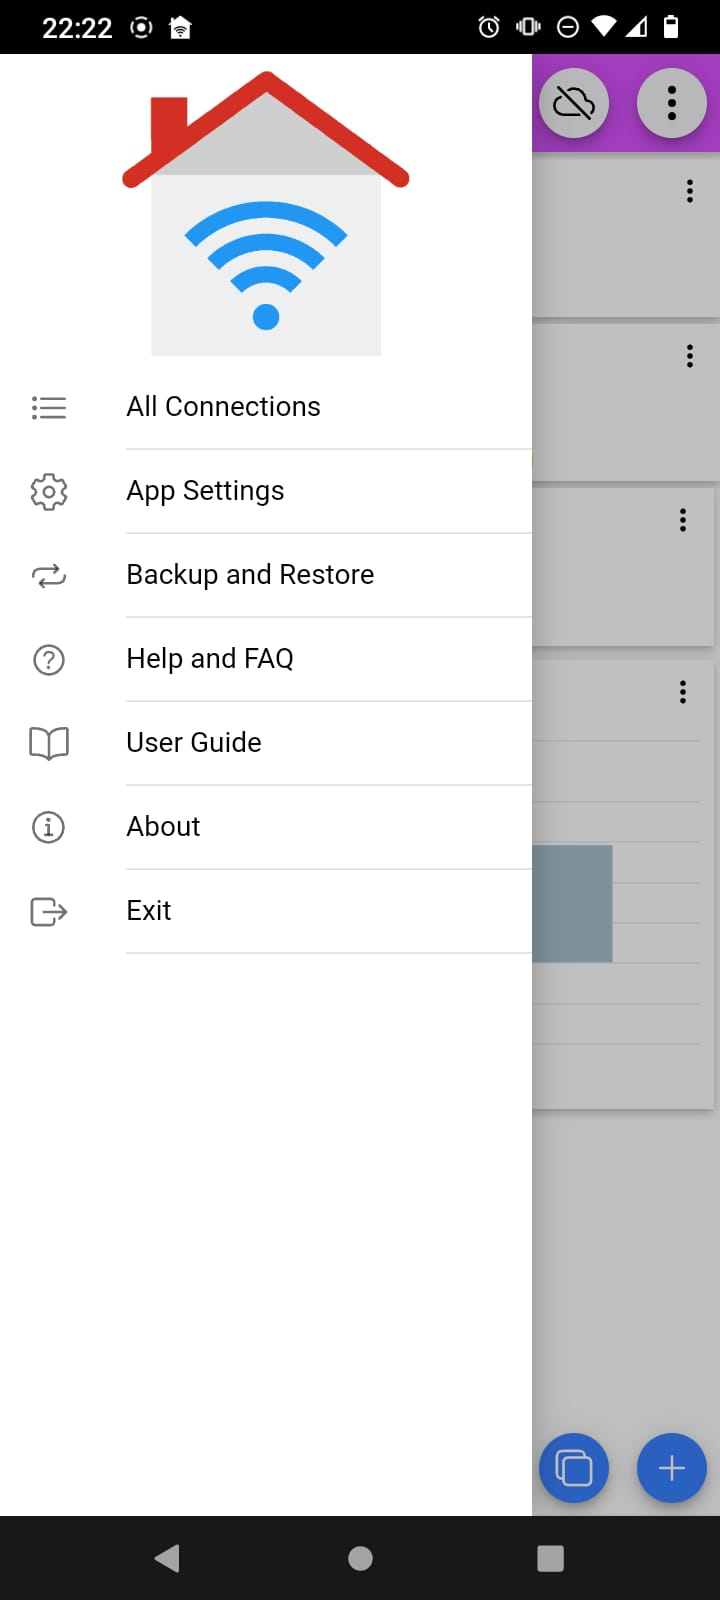 22:22
All Connections
App Settings
Backup and Restore
Help and FAQ
User Guide
About
Exit